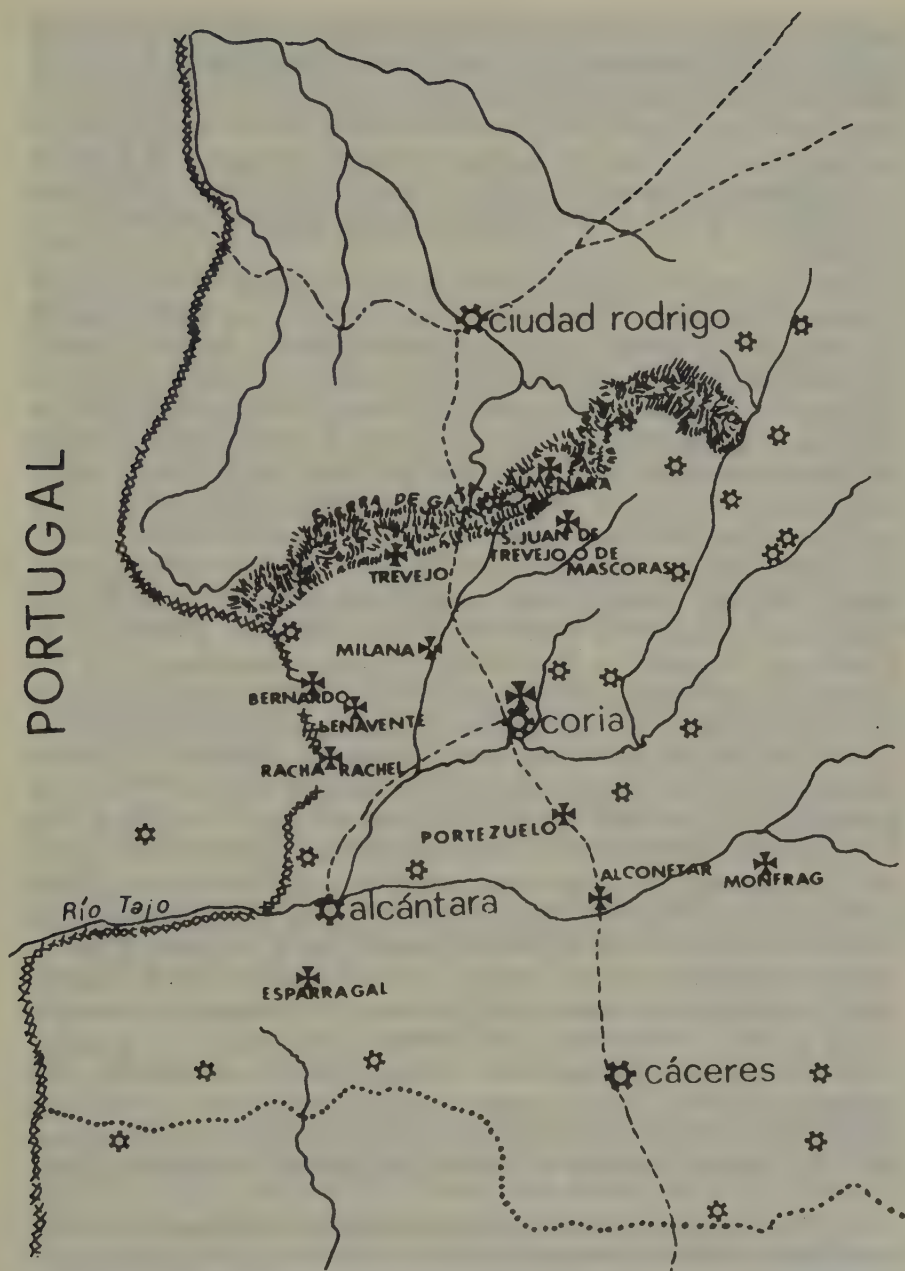 PORTUGAL
ciudad rodrigo
ALMENARA
SIERRA DE GATA
S. JUAN DE
TREVEJO O DE
MASCORAS
TREVEJO
MILANA
BERNARDO
BENAVENTE
coria
RACHA RACHEL
PORTEZUELO
ALCONETAR
MONFRAG
Río Tajo
alcántara
ESPARRAGAL
cáceres